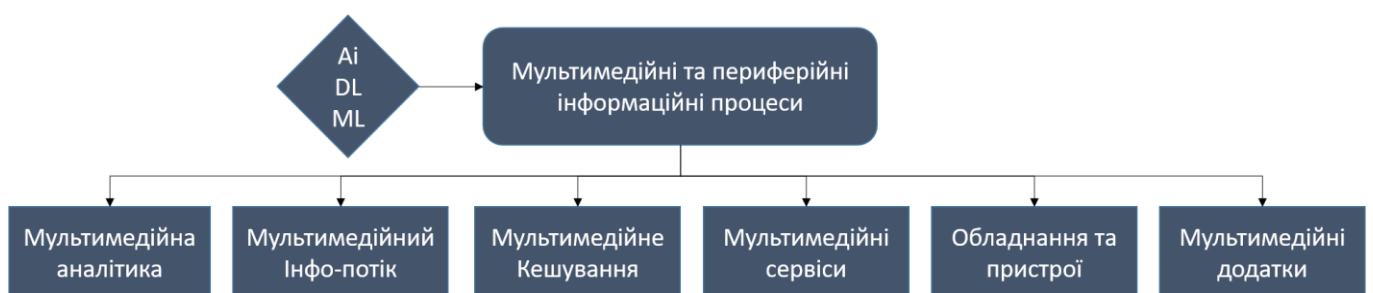 Ai
DL
ML
Мультимедійні та периферійні
інформаційні процеси
Мультимедійна
аналітика
Мультимедійний
Інфо-потік
Мультимедійне
Кешування
Мультимедійні
сервіси
Обладнання та
пристрої
Мультимедійні
додатки